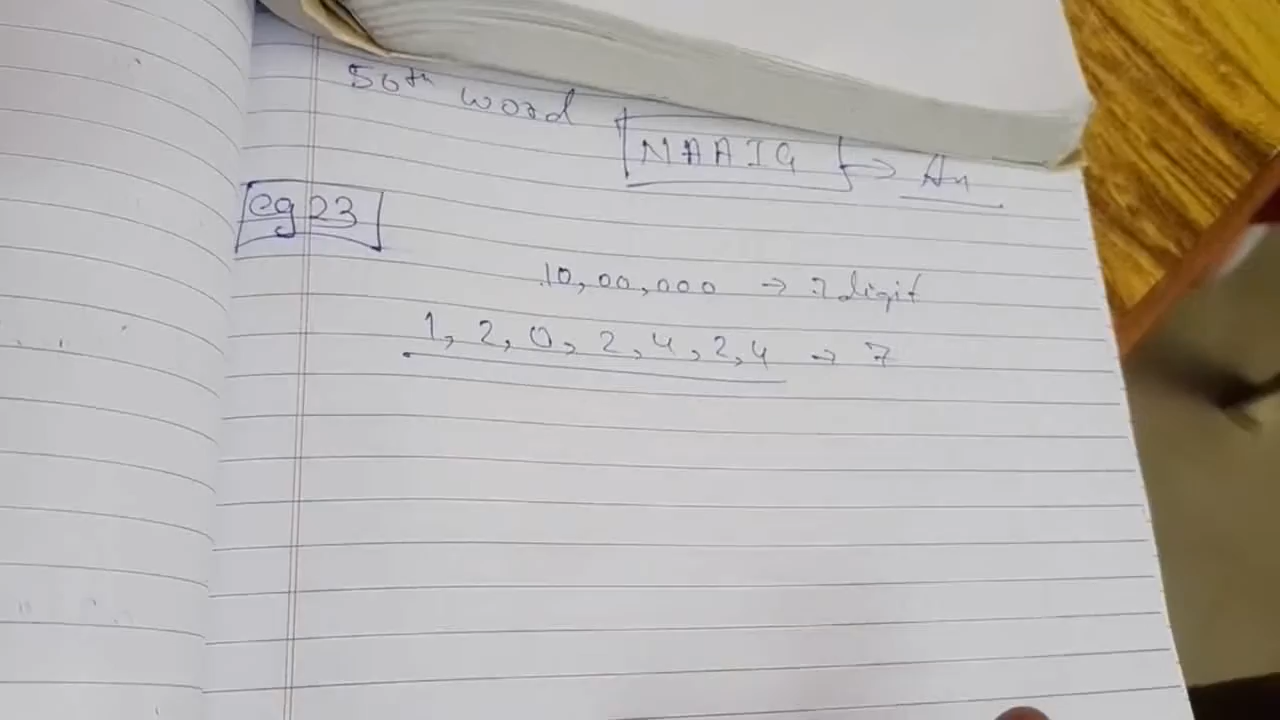 50th word NAAIG → An
eg 23
10,00,000 → 7 digit
1, 2, 0, 2, 4, 2, 4 → 7